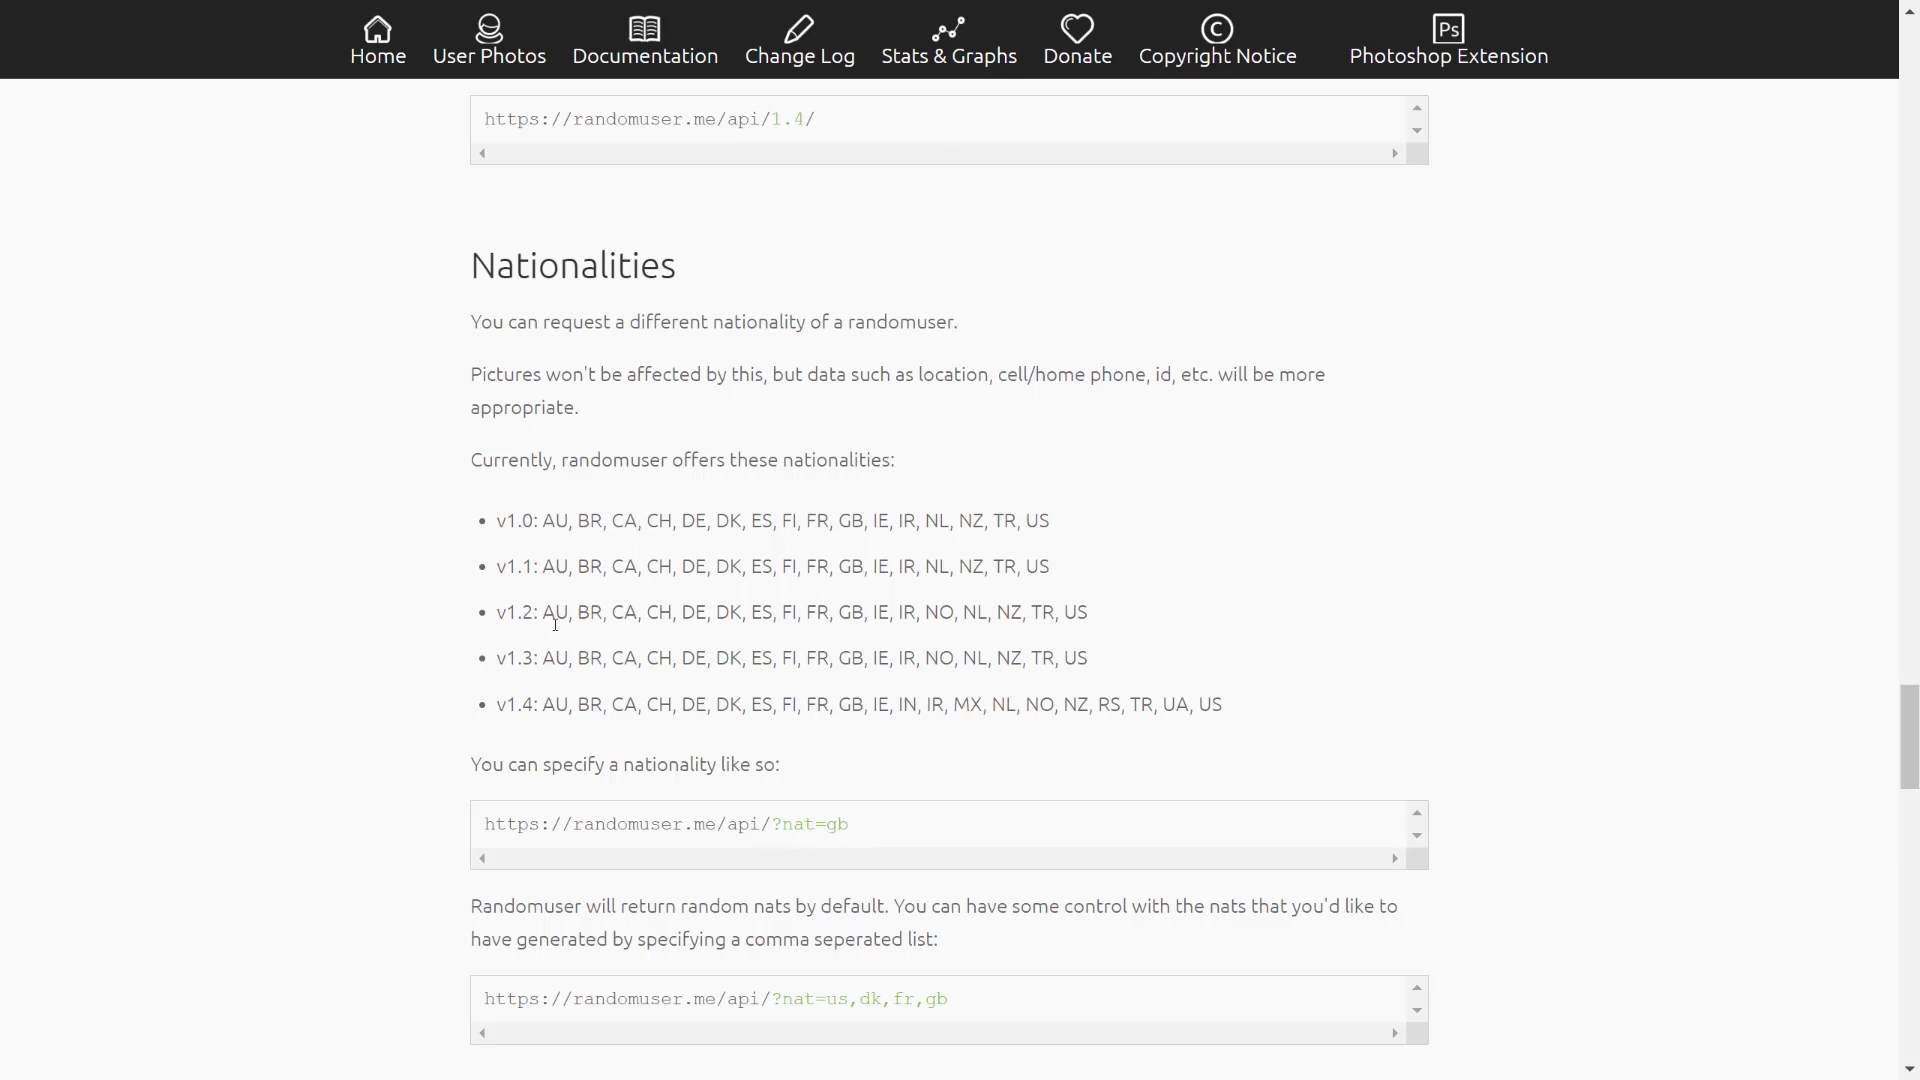 Home User Photos Documentation Change Log Stats & Graphs Donate Copyright Notice Ps Photoshop Extension
https://randomuser.me/api/1.4/
Nationalities
You can request a different nationality of a randomuser.
Pictures won't be affected by this, but data such as location, cell/home phone, id, etc. will be more
appropriate.
Currently, randomuser offers these nationalities:
• v1.0: AU, BR, CA, CH, DE, DK, ES, FI, FR, GB, IE, IR, NL, NZ, TR, US
• v1.1: AU, BR, CA, CH, DE, DK, ES, FI, FR, GB, IE, IR, NL, NZ, TR, US
• v1.2: AU, BR, CA, CH, DE, DK, ES, FI, FR, GB, IE, IR, NO, NL, NZ, TR, US
• v1.3: AU, BR, CA, CH, DE, DK, ES, FI, FR, GB, IE, IR, NO, NL, NZ, TR, US
• v1.4: AU, BR, CA, CH, DE, DK, ES, FI, FR, GB, IE, IN, IR, MX, NL, NO, NZ, RS, TR, UA, US
You can specify a nationality like so:
https://randomuser.me/api/?nat=gb
Randomuser will return random nats by default. You can have some control with the nats that you'd like to
have generated by specifying a comma seperated list:
https://randomuser.me/api/?nat=us,dk,fr,gb